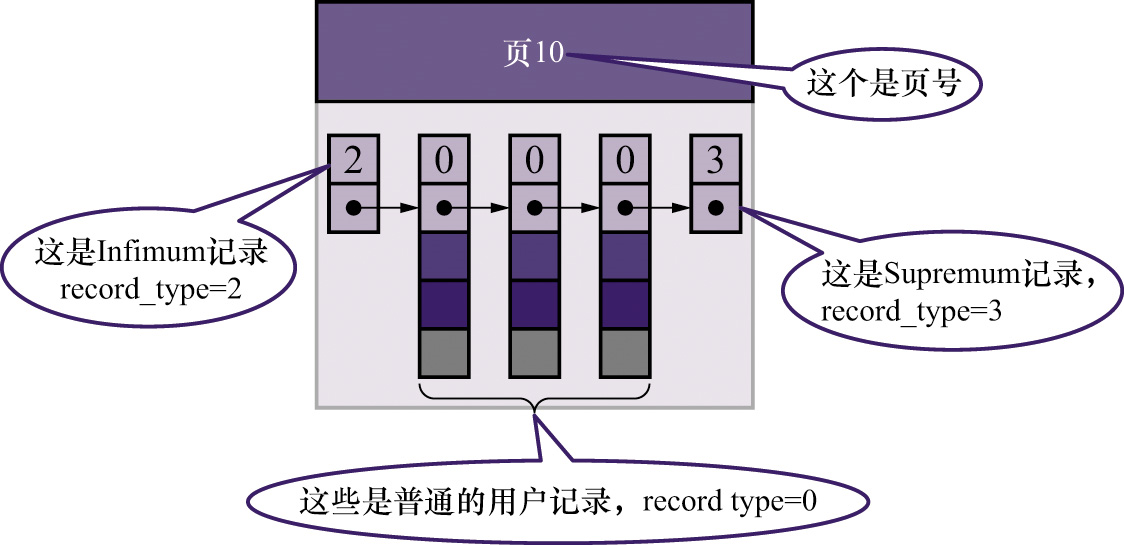 页10
这个是页号
2
0
0
0
3
这是Infimum记录
record_type=2
这是Supremum记录，
record_type=3
这些是普通的用户记录，record type=0